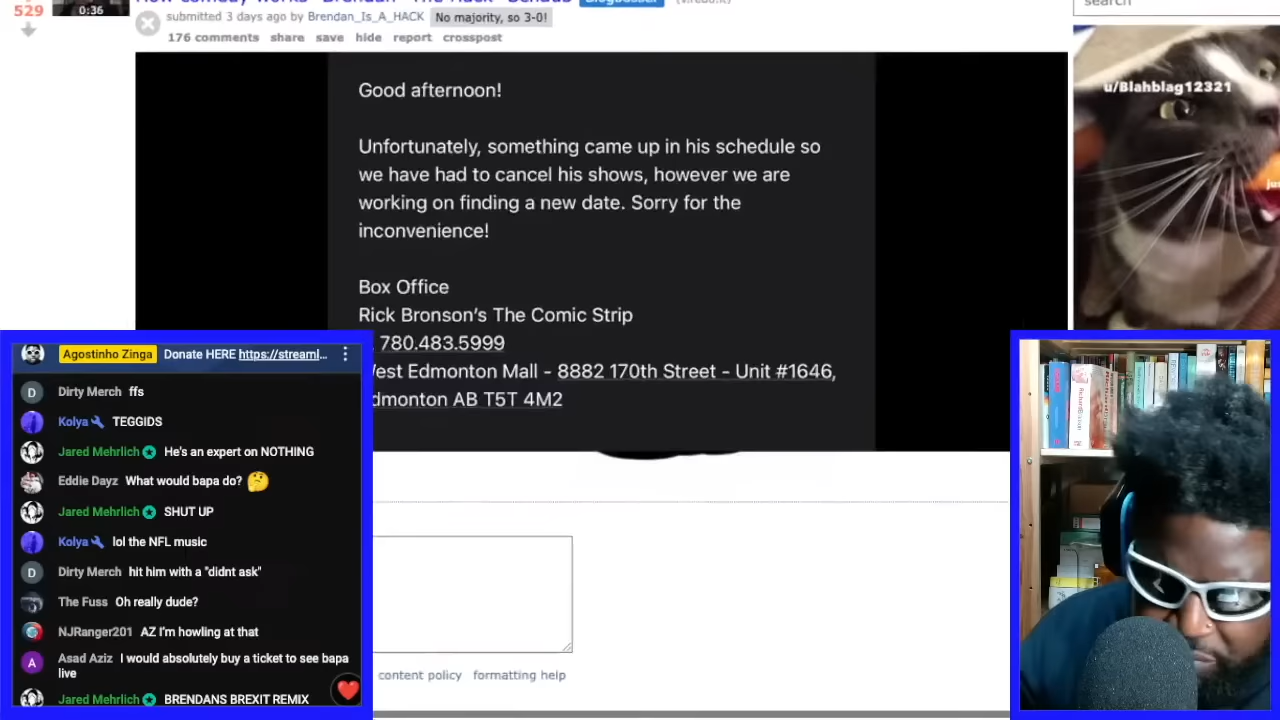 529
0:36
submitted 3 days ago by Brendan_Is_A_HACK No majority, so 3-0!
176 comments share save hide report crosspost
search
u/Blahblag12321
Good afternoon!
Unfortunately, something came up in his schedule so
we have had to cancel his shows, however we are
working on finding a new date. Sorry for the
inconvenience!
Box Office
Rick Bronson's The Comic Strip
780.483.5999
West Edmonton Mall - 8882 170th Street - Unit #1646,
dmonton AB T5T 4M2
Agostinho Zinga Donate HERE https://streaml...
D Dirty Merch ffs
Kolya TEGGIDS
Jared Mehrlich He's an expert on NOTHING
Eddie Dayz What would bapa do? 🤔
Jared Mehrlich SHUT UP
Kolya lol the NFL music
D Dirty Merch hit him with a "didnt ask"
The Fuss Oh really dude?
NJRanger201 AZ I'm howling at that
A Asad Aziz I would absolutely buy a ticket to see bapa
live
Jared Mehrlich BRENDANS BREXIT REMIX
content policy formatting help